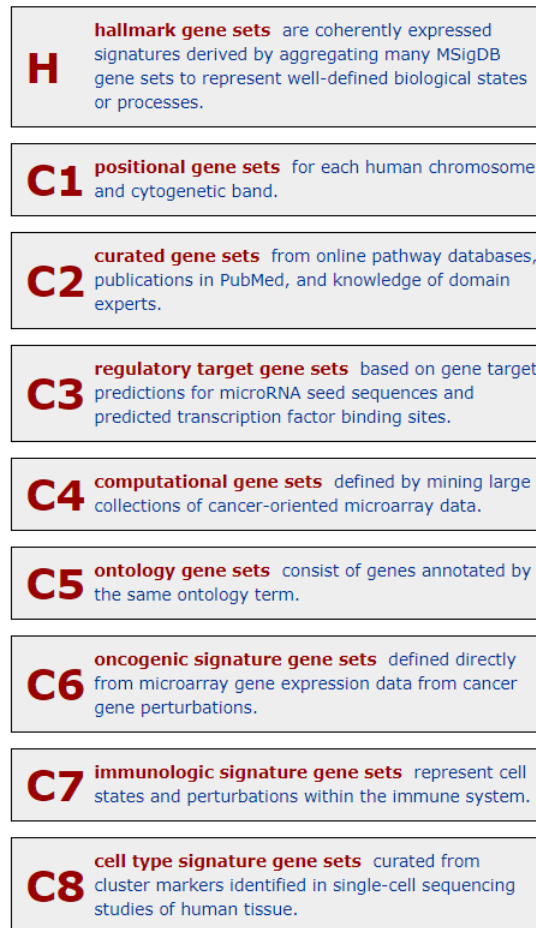 H
hallmark gene sets are coherently expressed
signatures derived by aggregating many MSigDB
gene sets to represent well-defined biological states
or processes.
C1
positional gene sets for each human chromosome
and cytogenetic band.
C2
curated gene sets from online pathway databases,
publications in PubMed, and knowledge of domain
experts.
C3
regulatory target gene sets based on gene target
predictions for microRNA seed sequences and
predicted transcription factor binding sites.
C4
computational gene sets defined by mining large
collections of cancer-oriented microarray data.
C5
ontology gene sets consist of genes annotated by
the same ontology term.
C6
oncogenic signature gene sets defined directly
from microarray gene expression data from cancer
gene perturbations.
C7
immunologic signature gene sets represent cell
states and perturbations within the immune system.
C8
cell type signature gene sets curated from
cluster markers identified in single-cell sequencing
studies of human tissue.